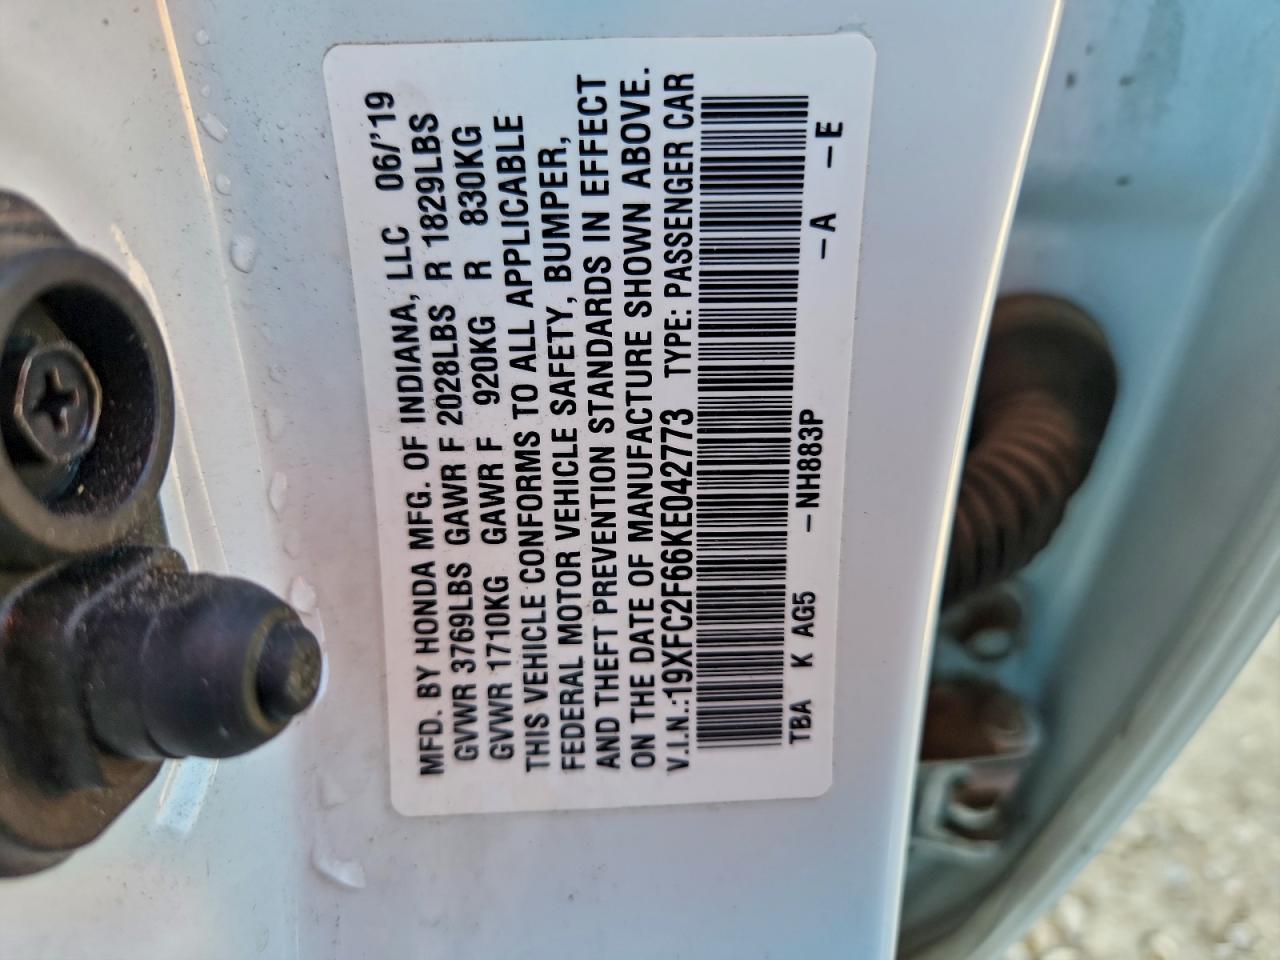 MFD. BY HONDA MFG. OF INDIANA, LLC 06/'19
GVWR 3769LBS GAWR F 2028LBS R 1829LBS
GVWR 1710KG GAWR F 920KG R 830KG
THIS VEHICLE CONFORMS TO ALL APPLICABLE
FEDERAL MOTOR VEHICLE SAFETY, BUMPER,
AND THEFT PREVENTION STANDARDS IN EFFECT
ON THE DATE OF MANUFACTURE SHOWN ABOVE.
V.I.N.:19XFC2F66KE042773 TYPE: PASSENGER CAR
TBA K AG5 –NH883P –A –E